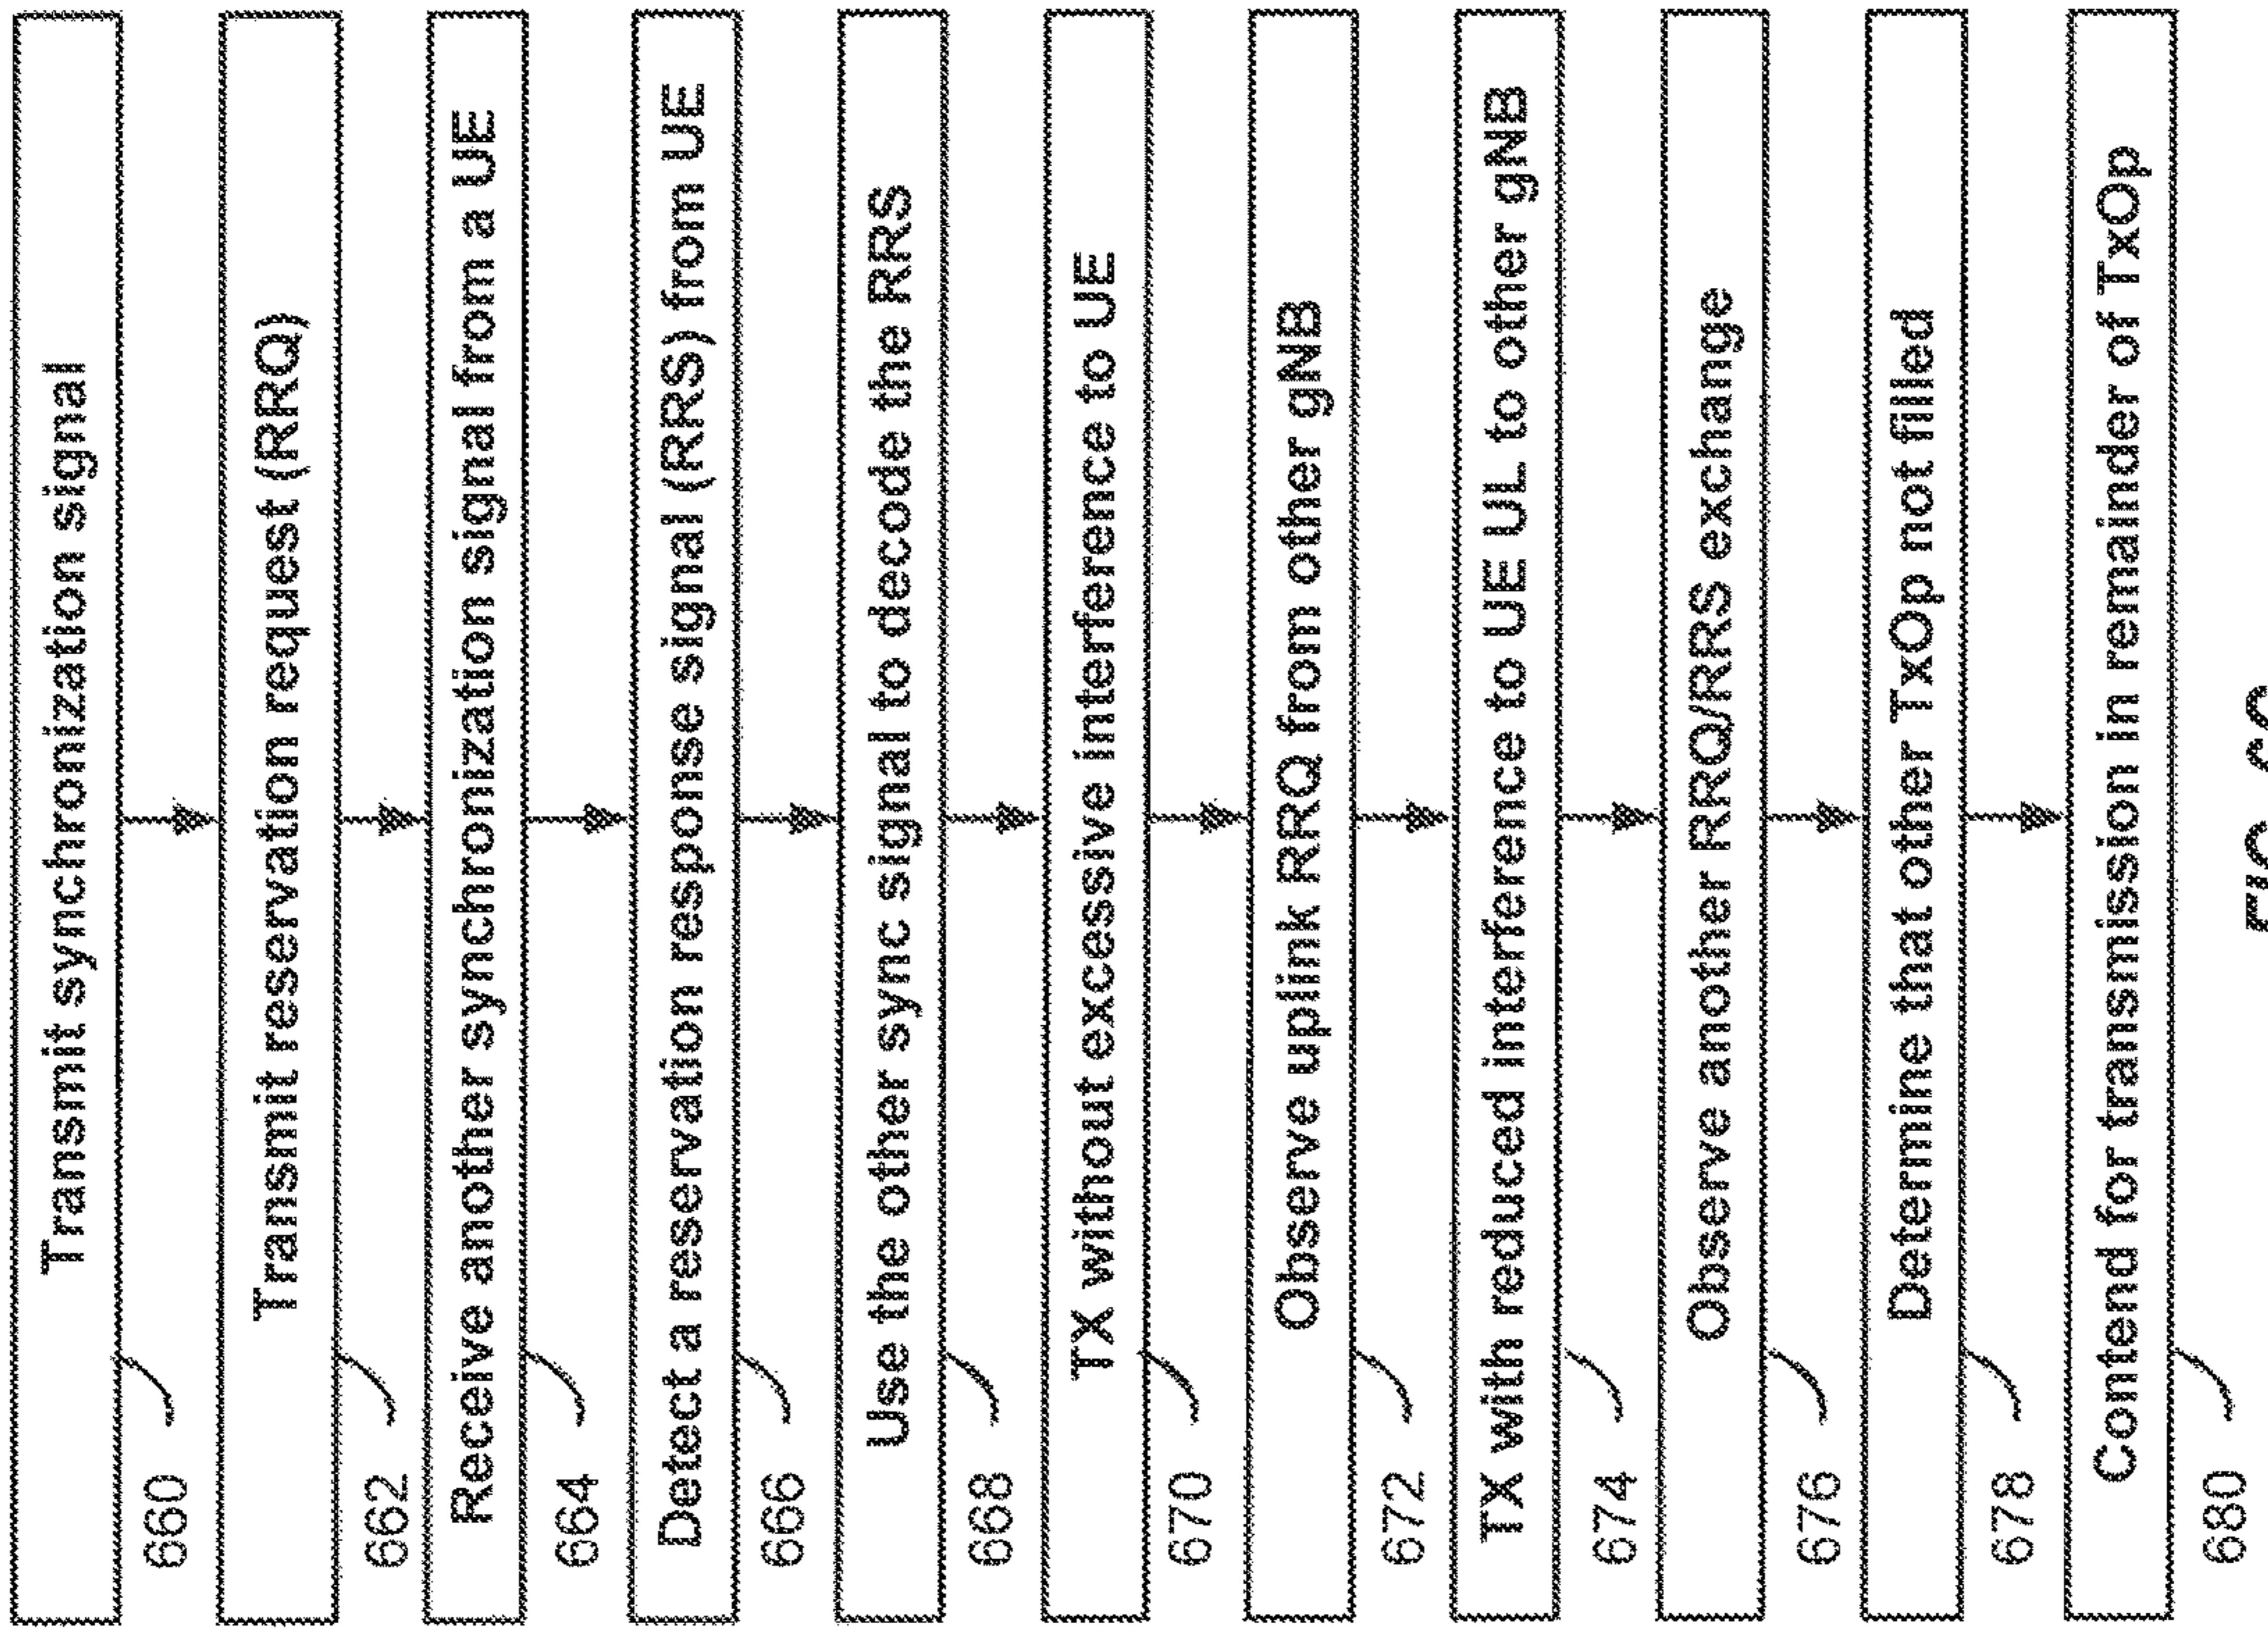 Transmit synchronization signal
660
Transmit reservation request (RRQ)
662
Receive another synchronization signal from a UE
664
Detect a reservation response signal (RRS) from UE
666
Use the other sync signal to decode the RRS
668
TX without excessive interference to UE
670
Observe uplink RRQ from other gNB
672
TX with reduced interference to UE UL to other gNB
674
Observe another RRQ/RRS exchange
676
Determine that other TxOp not filled
678
Contend for transmission in remainder of TxOp
680